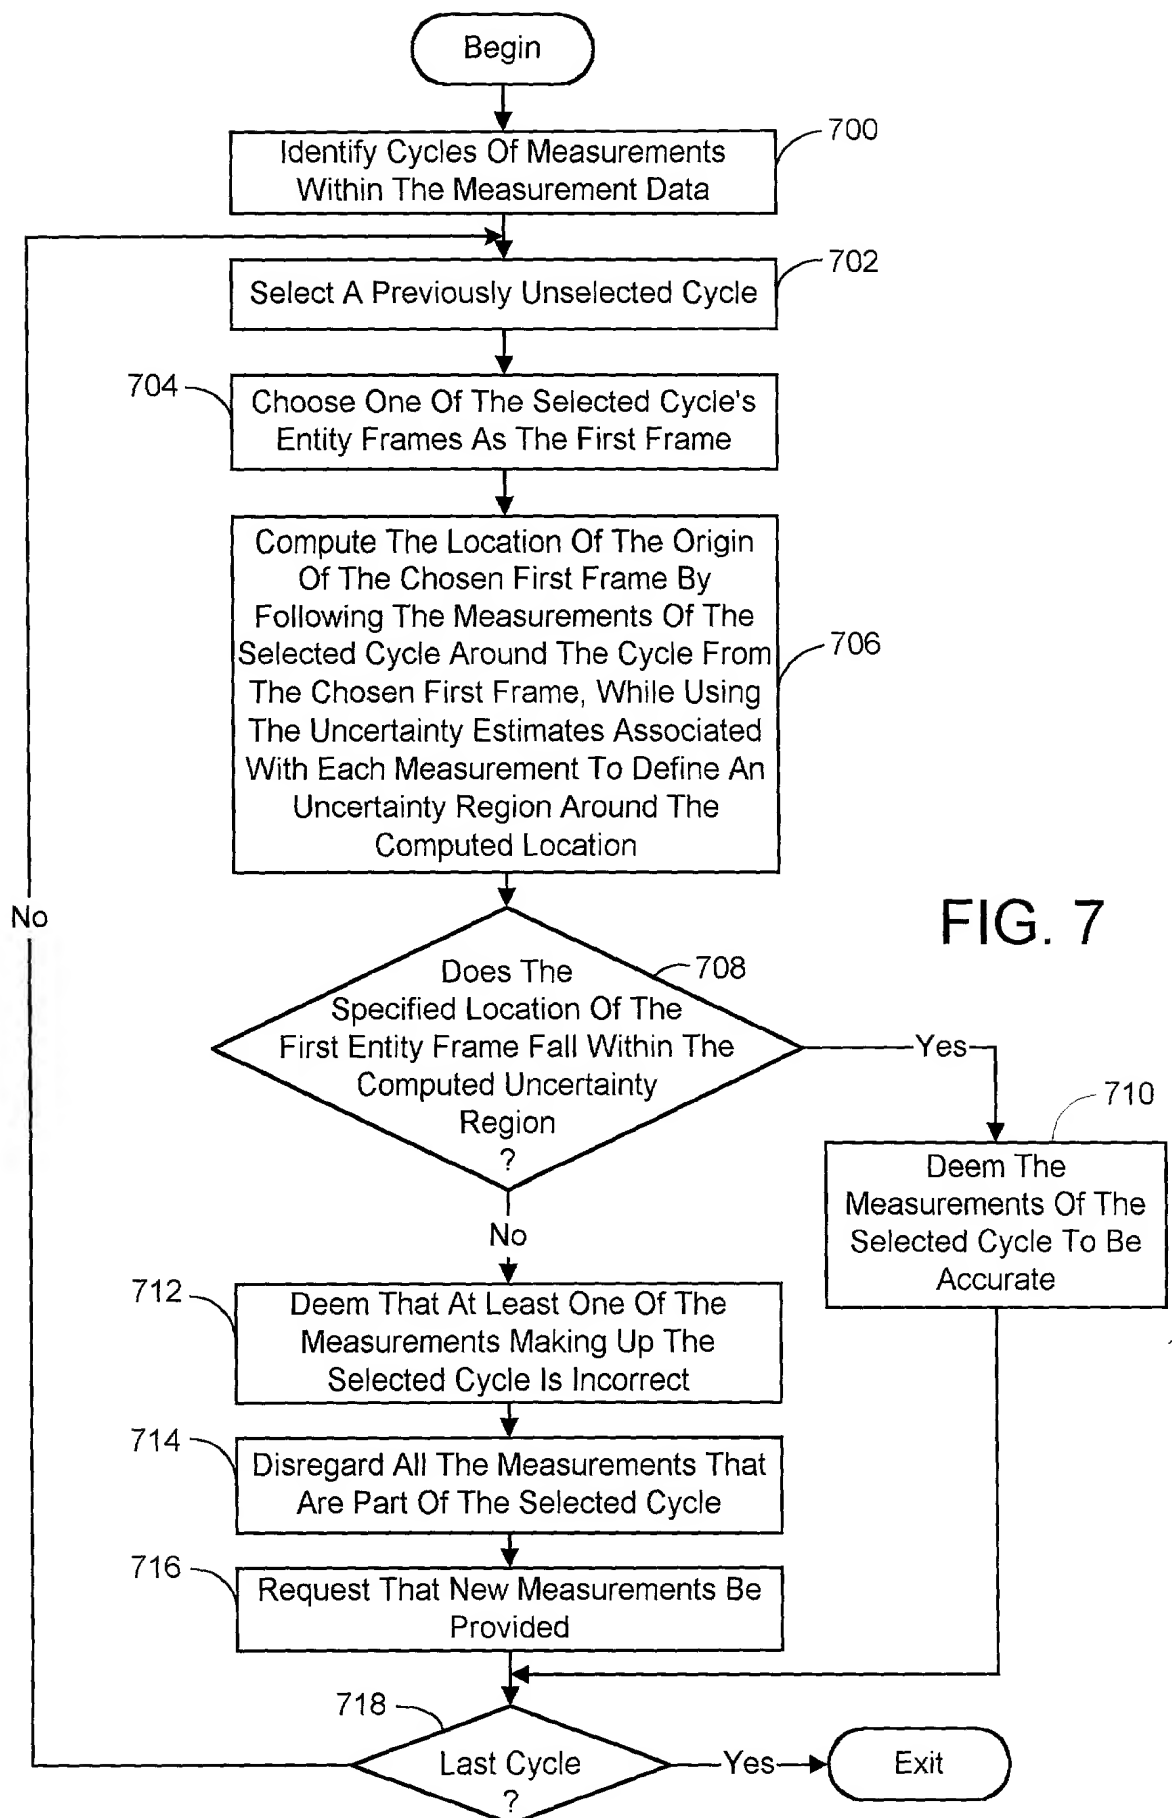 Begin
700
Identify Cycles Of Measurements
Within The Measurement Data
702
Select A Previously Unselected Cycle
704
Choose One Of The Selected Cycle's
Entity Frames As The First Frame
Compute The Location Of The Origin
Of The Chosen First Frame By
Following The Measurements Of The
Selected Cycle Around The Cycle From
The Chosen First Frame, While Using
The Uncertainty Estimates Associated
With Each Measurement To Define An
Uncertainty Region Around The
Computed Location
706
No
FIG. 7
708
Does The
Specified Location Of The
First Entity Frame Fall Within The
Computed Uncertainty
Region
?
Yes
710
Deem The
Measurements Of The
Selected Cycle To Be
Accurate
No
712
Deem That At Least One Of The
Measurements Making Up The
Selected Cycle Is Incorrect
714
Disregard All The Measurements That
Are Part Of The Selected Cycle
716
Request That New Measurements Be
Provided
718
Last Cycle
?
Yes
Exit